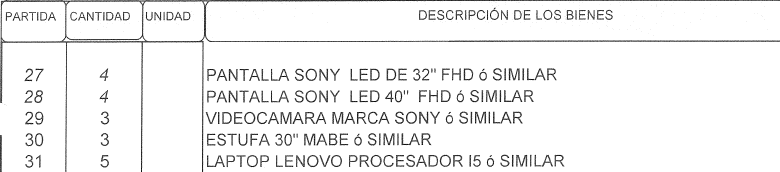 PARTIDA CANTIDAD UNIDAD DESCRIPCIÓN DE LOS BIENES
27 4 PANTALLA SONY LED DE 32" FHD ó SIMILAR
28 4 PANTALLA SONY LED 40" FHD ó SIMILAR
29 3 VIDEOCAMARA MARCA SONY ó SIMILAR
30 3 ESTUFA 30" MABE ó SIMILAR
31 5 LAPTOP LENOVO PROCESADOR I5 ó SIMILAR